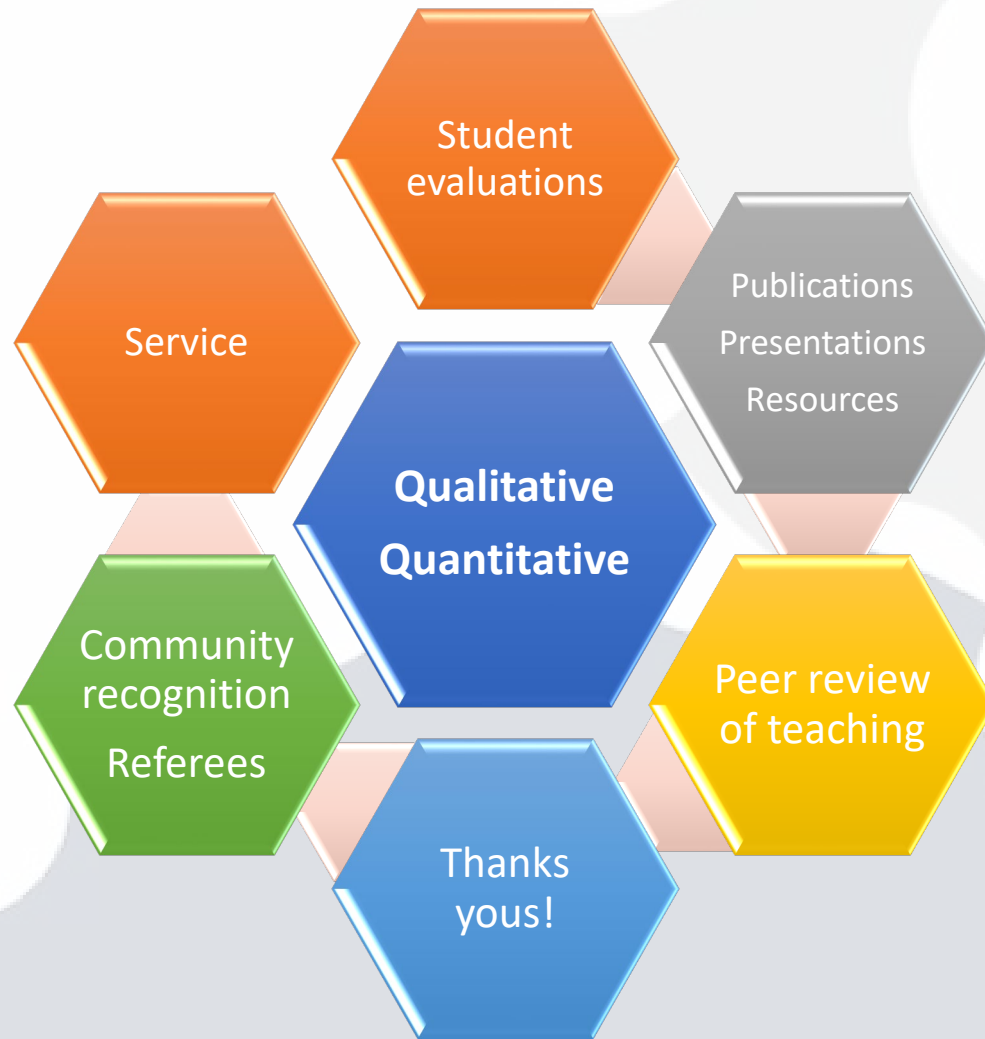 Student
evaluations
Publications
Presentations
Resources
Peer review
of teaching
Thanks
yous!
Community
recognition
Referees
Service
Qualitative
Quantitative